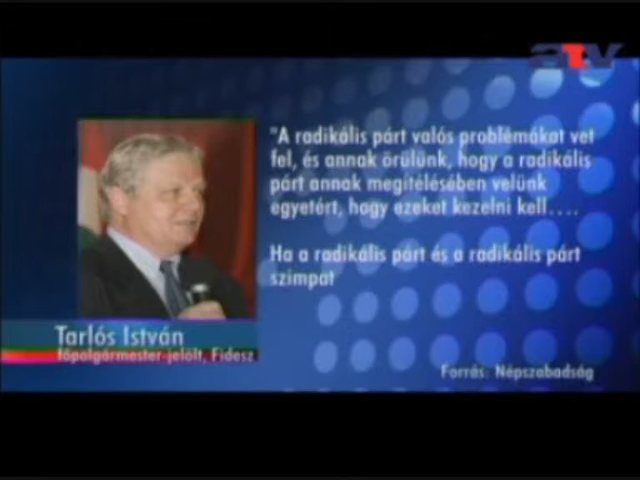 atv
"A radikális párt valós problémákat vet
fel, és annak örülünk, hogy a radikális
párt annak megítélésében velünk
egyetért, hogy ezeket kezelni kell....
Ha a radikális párt és a radikális párt
szimpat
Tarlós István
főpolgármester-jelölt, Fidesz
Forrás: Népszabadság